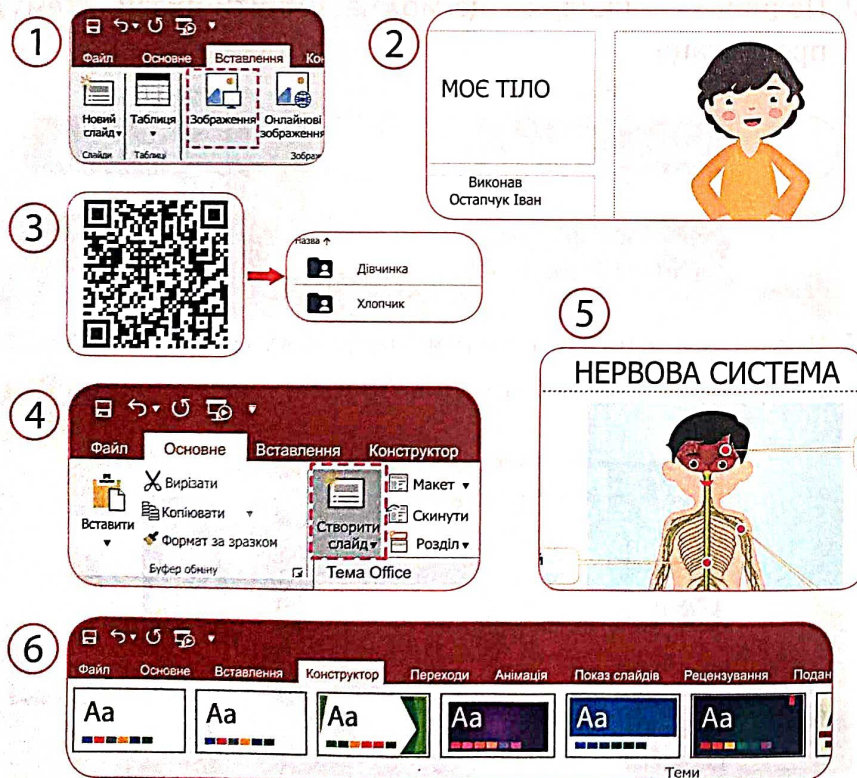 1
Файл Основне Вставлення
Новий слайд
Таблиця
Зображення
Онлайнові зображення
Слайди
Таблиці
2
МОЄ ТІЛО
Виконав
Остапчук Іван
3
Назва ↑
Дівчинка
Хлопчик
4
Файл Основне Вставлення Конструктор
Вставити
Вирізати
Копіювати
Формат за зразком
Буфер обміну
Створити
слайд
Макет
Скинути
Розділ
Тема Office
5
НЕРВОВА СИСТЕМА
6
Файл Основне Вставлення Конструктор Переходи Анімація Показ слайдів Рецензування Подан
Aa Aa Aa Aa Aa Aa
Теми